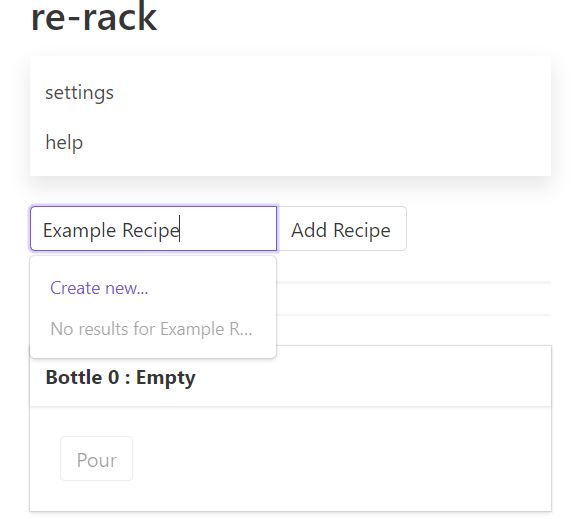 re-rack
settings
help
Example Recipe Add Recipe
Create new...
No results for Example R...
Bottle 0 : Empty
Pour